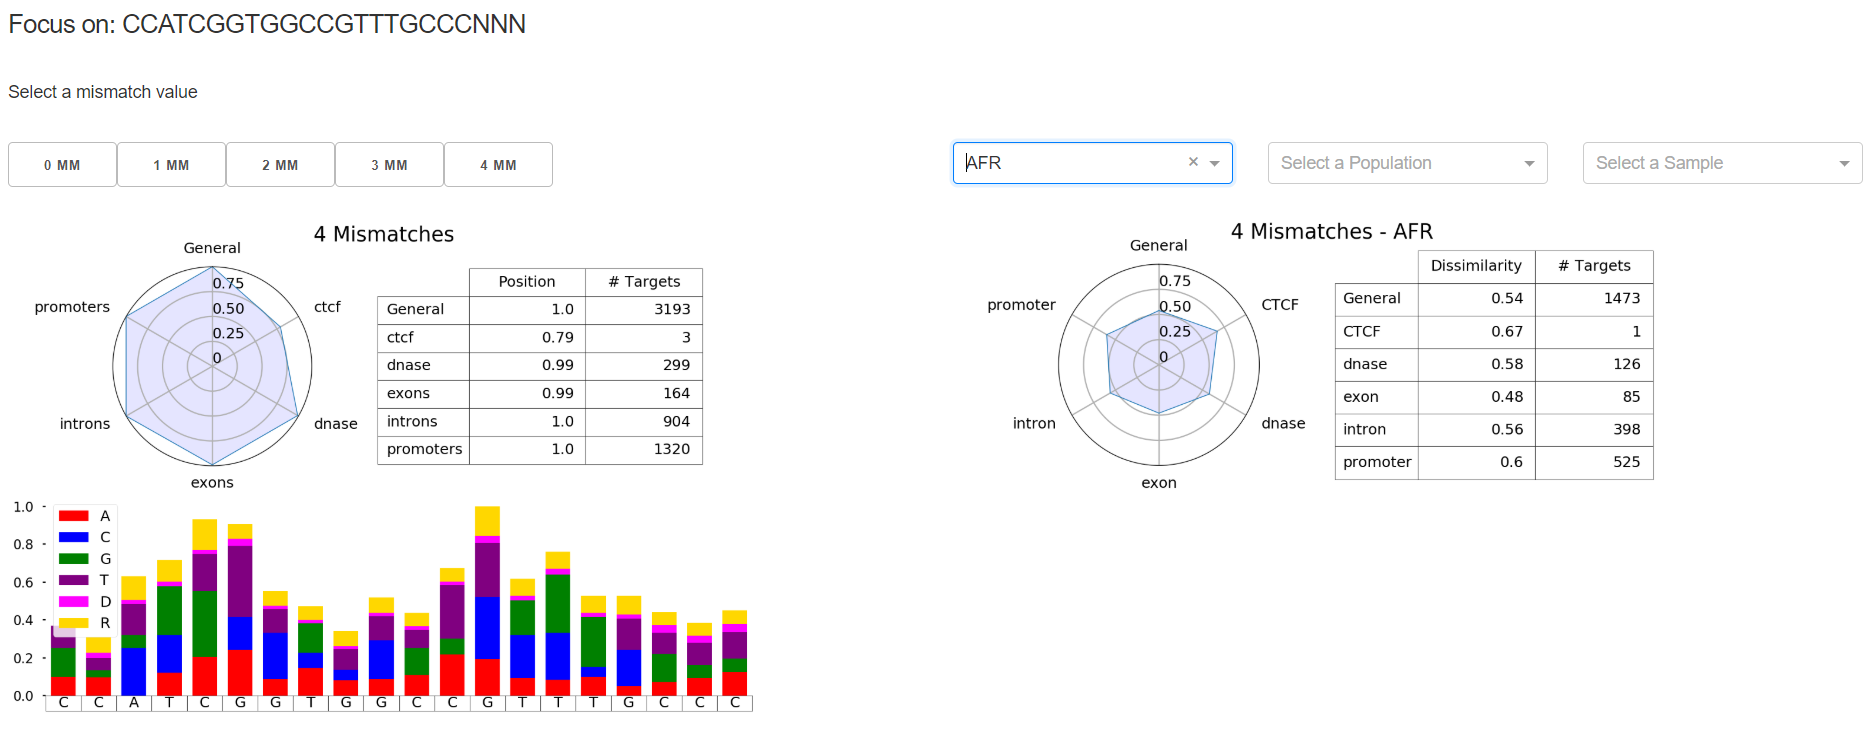 Focus on: CCATCGGTGGCCGTTTGCCCNNN
Select a mismatch value
0 MM 1 MM 2 MM 3 MM 4 MM
AFR × Select a Population Select a Sample
4 Mismatches
General
0.75
0.50
0.25
0
promoters
ctcf
introns
dnase
exons
Position # Targets
General 1.0 3193
ctcf 0.79 3
dnase 0.99 299
exons 0.99 164
introns 1.0 904
promoters 1.0 1320
4 Mismatches - AFR
General
0.75
0.50
0.25
0
promoter
CTCF
intron
dnase
exon
Dissimilarity # Targets
General 0.54 1473
CTCF 0.67 1
dnase 0.58 126
exon 0.48 85
intron 0.56 398
promoter 0.6 525
1.0
0.8
0.6
0.4
0.2
0.0
A
C
G
T
D
R
C C A T C G G T G G C C G T T T G C C C